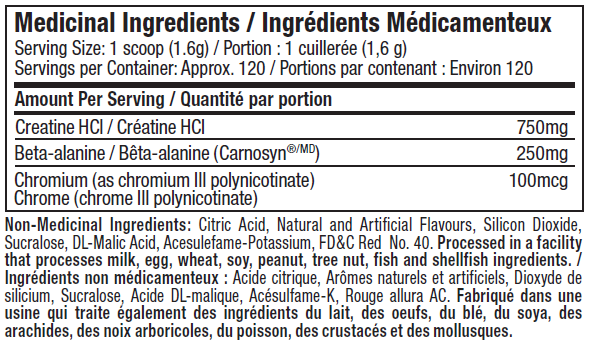 Medicinal Ingredients / Ingrédients Médicamenteux
Serving Size: 1 scoop (1.6g) / Portion : 1 cuillerée (1,6 g)
Servings per Container: Approx. 120 / Portions par contenant : Environ 120
Amount Per Serving / Quantité par portion
Creatine HCl / Créatine HCl 750mg
Beta-alanine / Bêta-alanine (Carnosyn®/MD) 250mg
Chromium (as chromium III polynicotinate) 100mcg
Chrome (chrome III polynicotinate)
Non-Medicinal Ingredients: Citric Acid, Natural and Artificial Flavours, Silicon Dioxide,
Sucralose, DL-Malic Acid, Acesulefame-Potassium, FD&C Red No. 40. Processed in a facility
that processes milk, egg, wheat, soy, peanut, tree nut, fish and shellfish ingredients. /
Ingrédients non médicamenteux : Acide citrique, Arômes naturels et artificiels, Dioxyde de
silicium, Sucralose, Acide DL-malique, Acésulfame-K, Rouge allura AC. Fabriqué dans une
usine qui traite également des ingrédients du lait, des oeufs, du blé, du soya, des
arachides, des noix arboricoles, du poisson, des crustacés et des mollusques.